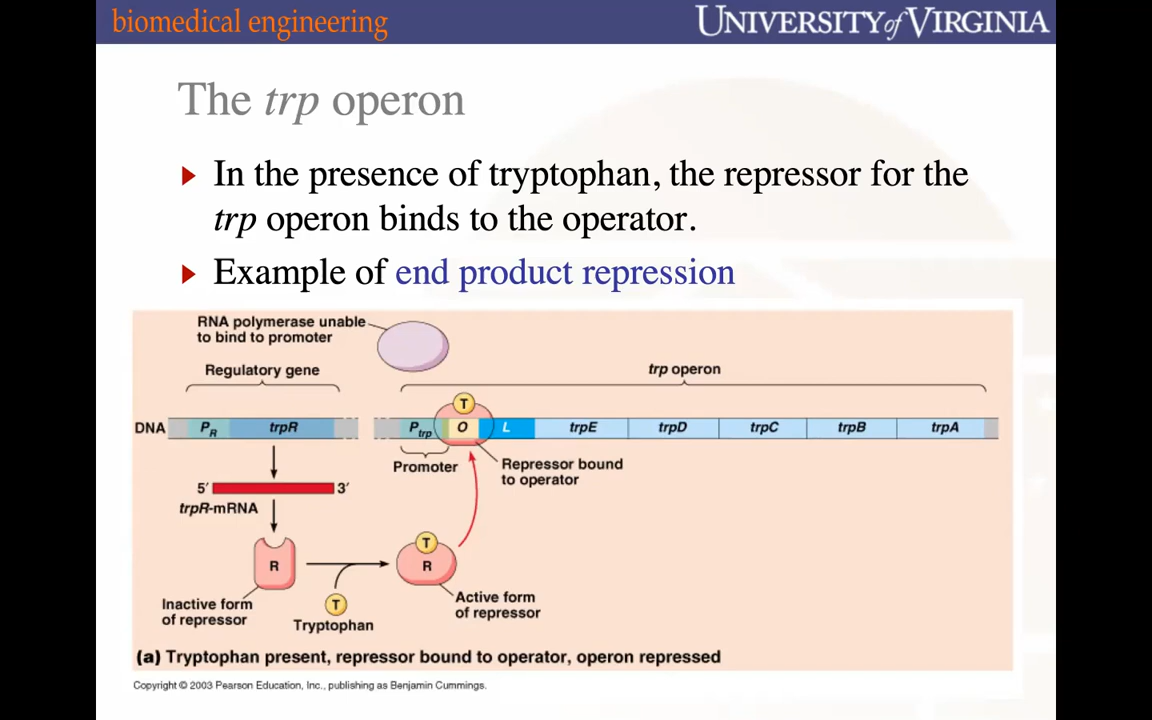 biomedical engineering
UNIVERSITY of VIRGINIA
The trp operon
In the presence of tryptophan, the repressor for the
trp operon binds to the operator.
Example of end product repression
RNA polymerase unable
to bind to promoter
Regulatory gene
trp operon
T
DNA
PR
trpR
Ptrp
O
L
trpE
trpD
trpC
trpB
trpA
Promoter
Repressor bound
to operator
5′
3′
trpR-mRNA
R
T
R
Inactive form
of repressor
T
Tryptophan
Active form
of repressor
(a) Tryptophan present, repressor bound to operator, operon repressed
Copyright © 2003 Pearson Education, Inc., publishing as Benjamin Cummings.